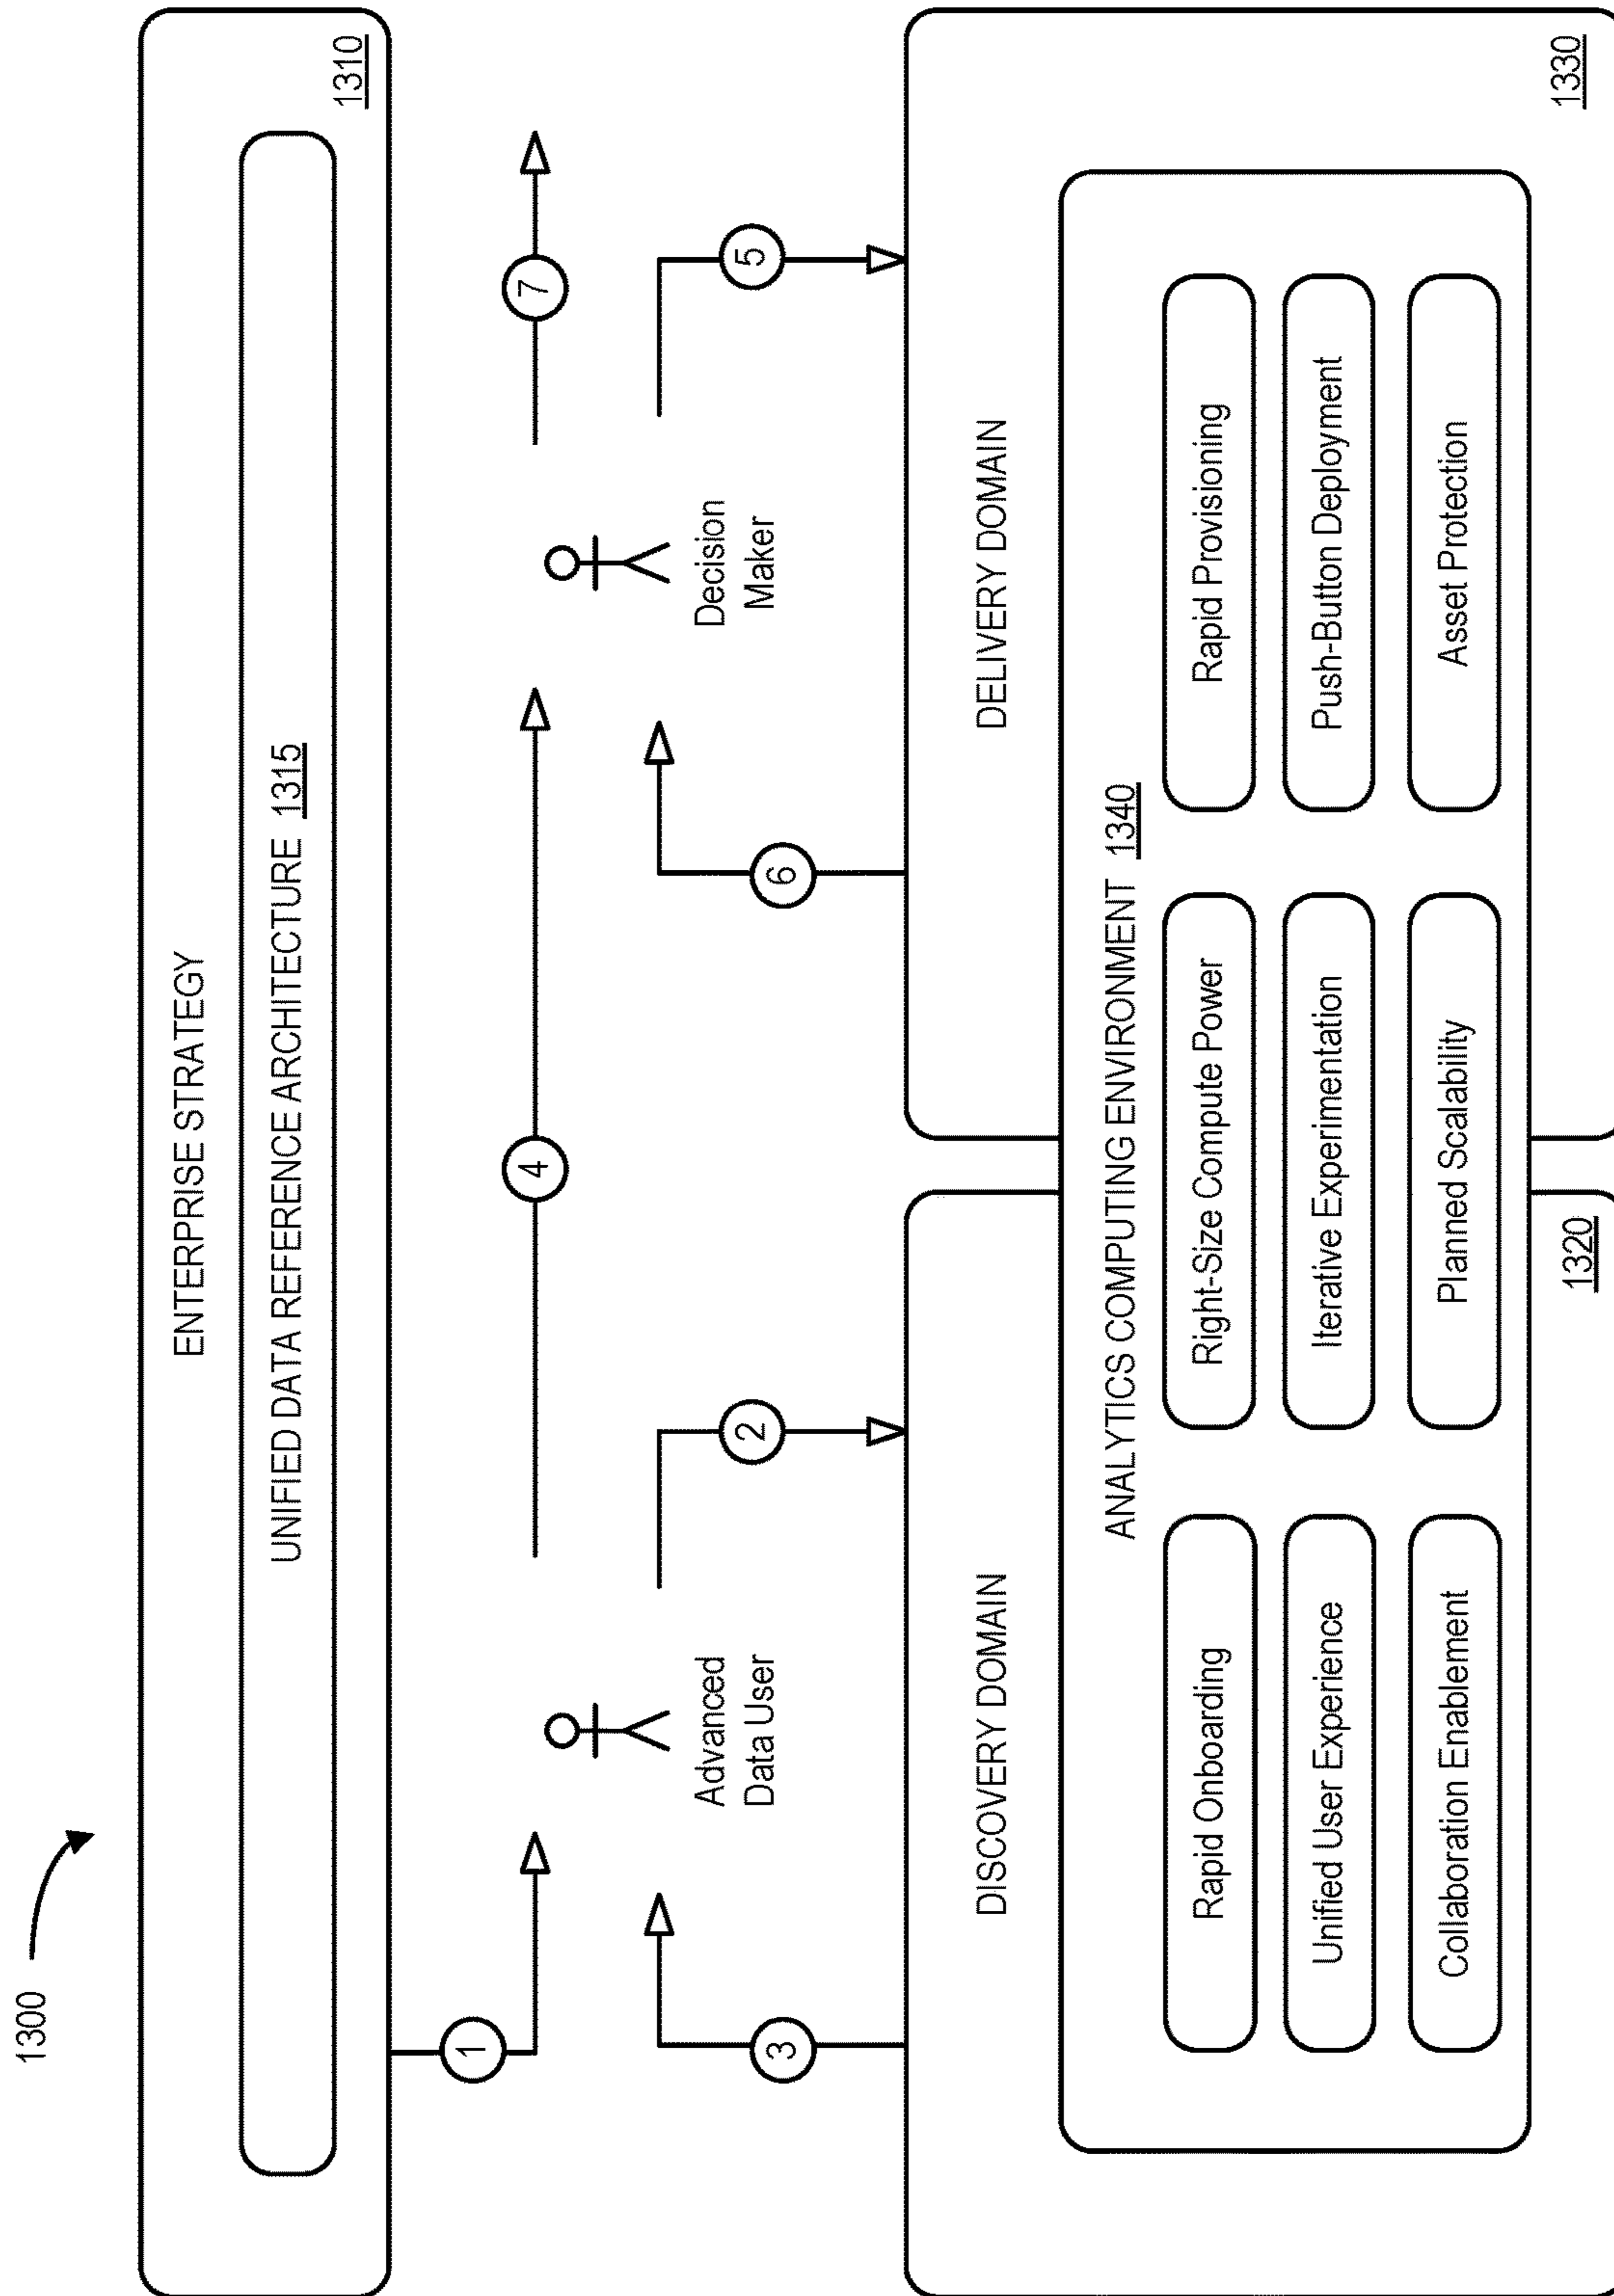 1300
ENTERPRISE STRATEGY
UNIFIED DATA REFERENCE ARCHITECTURE 1315
1310
1
4
7
Advanced
Data User
Decision
Maker
3
2
6
5
DISCOVERY DOMAIN
DELIVERY DOMAIN
ANALYTICS COMPUTING ENVIRONMENT 1340
Rapid Onboarding
Right-Size Compute Power
Rapid Provisioning
Unified User Experience
Iterative Experimentation
Push-Button Deployment
Collaboration Enablement
Planned Scalability
Asset Protection
1320
1330